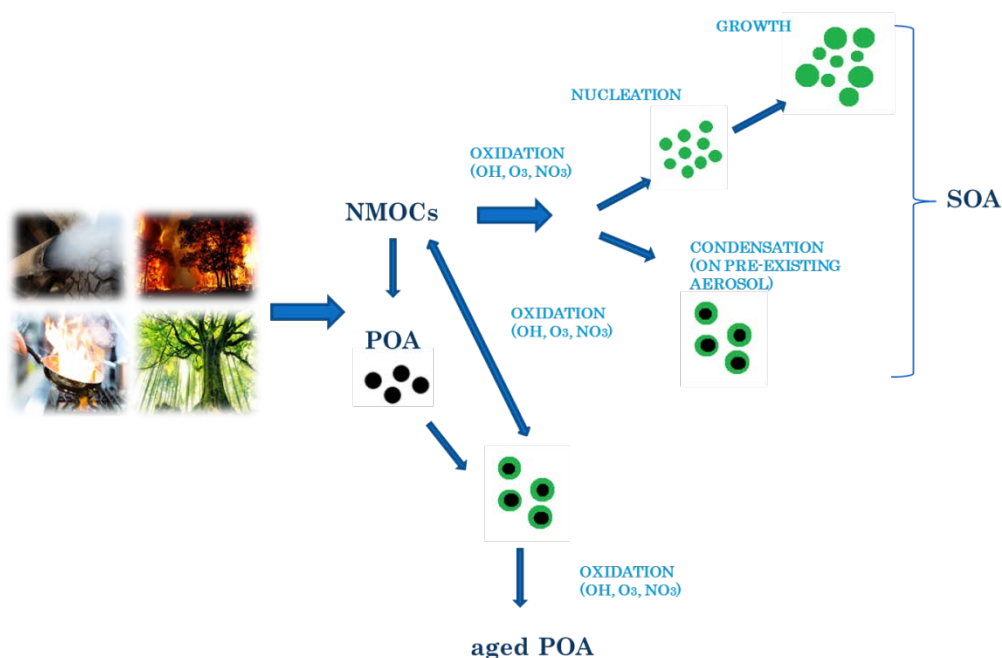 GROWTH
NUCLEATION
OXIDATION
(OH, O₃, NO₃)
NMOCs
SOA
CONDENSATION
(ON PRE-EXISTING
AEROSOL)
OXIDATION
(OH, O₃, NO₃)
POA
OXIDATION
(OH, O₃, NO₃)
aged POA